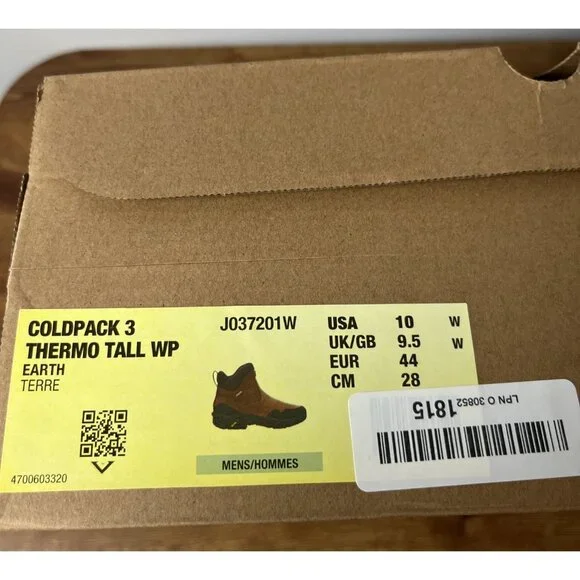 COLDPACK 3
THERMO TALL WP
EARTH
TERRE
4700603320
J037201W
MENS/HOMMES
USA 10 W
UK/GB 9.5 W
EUR 44
CM 28
LPN O 30852
1815